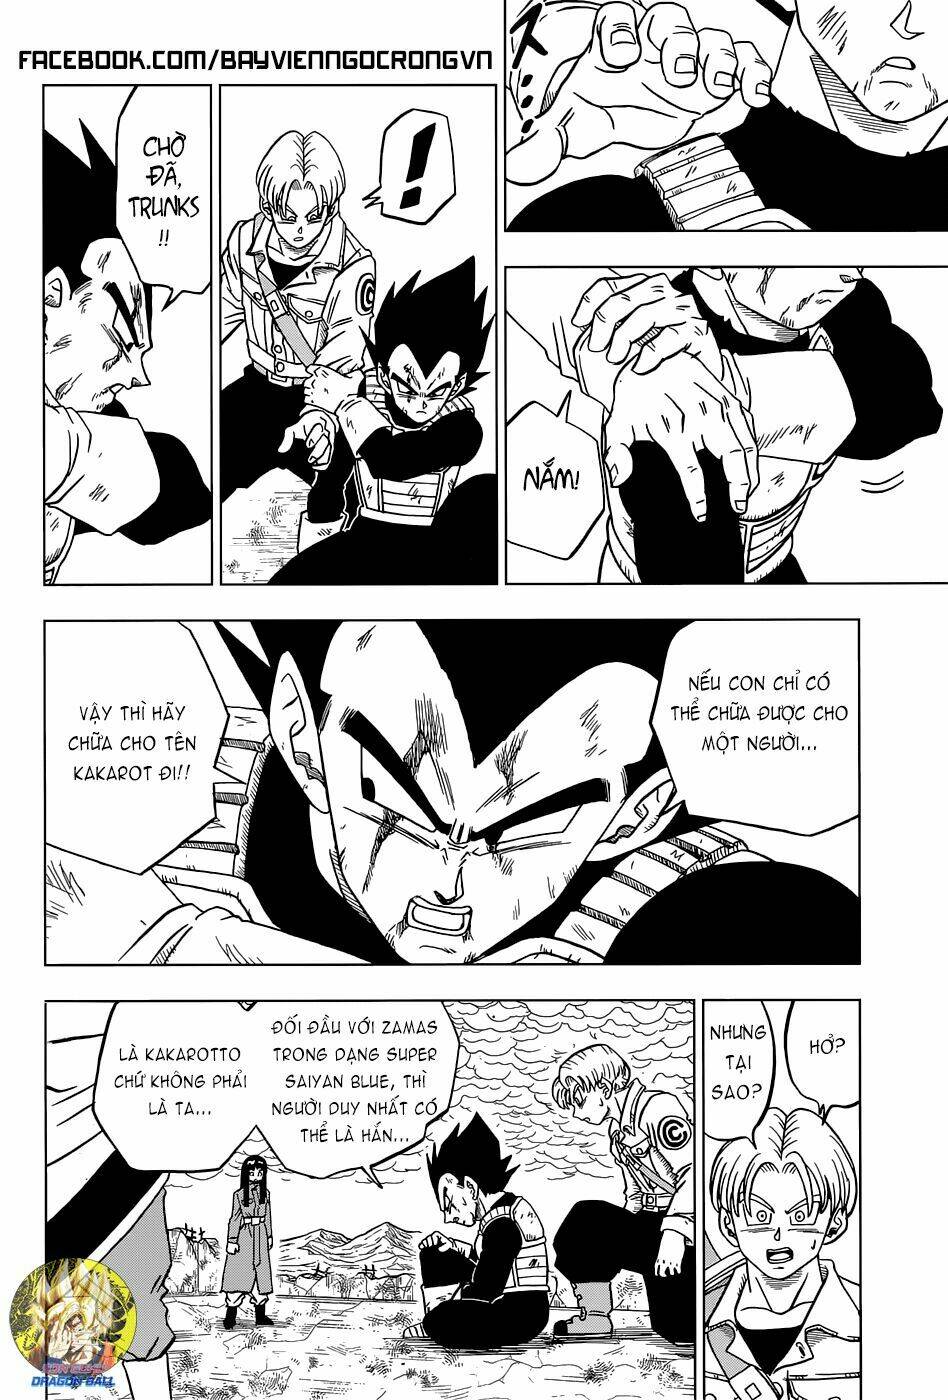 FACEBOOK.COM/BAYVIENNGOCRONGVN
ス
NẮM!
!
CHỜ
ĐÃ,
TRUNKS
!!
NẾU CON CHỈ CÓ
THỂ CHỮA ĐƯỢC CHO
MỘT NGƯỜI...
VẬY THÌ HÃY
CHỮA CHO TÊN
KAKAROT ĐI!!
M
HỞ?
NHƯNG
TẠI
SAO?
ĐỐI ĐẦU VỚI ZAMAS
TRONG DẠNG SUPER
SAIYAN BLUE, THÌ
NGƯỜI DUY NHẤT CÓ
THỂ LÀ HẮN...
LÀ KAKAROTTO
CHỨ KHÔNG PHẢI
LÀ TA...
DRAGON BALL